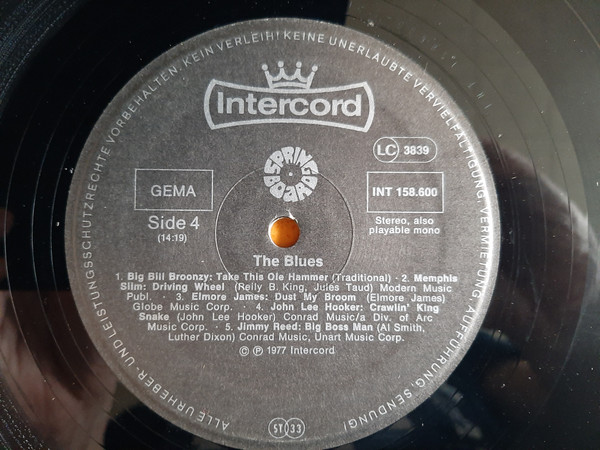 ALLE URHEBER- UND LEISTUNGSSCHUTZRECHTE VORBEHALTEN. KEIN VERLEIH! KEINE UNERLAUBTE VERVIELFÄLTIGUNG, VERMIETUNG, AUFFÜHRUNG, SENDUNG!
Intercord
LC 3839
SPRING BOARD
GEMA
INT 158.600
Side 4
(14:19)
Stereo, also
playable mono
The Blues
1. Big Bill Broonzy: Take This Ole Hammer (Traditional) · 2. Memphis
Slim: Driving Wheel (Relly B. King, Jules Taud) Modern Music
Publ. · 3. Elmore James: Dust My Broom (Elmore James)
Globe Music Corp. · 4. John Lee Hooker: Crawlin' King
Snake (John Lee Hooker) Conrad Music/a Div. of Arc
Music Corp. · 5. Jimmy Reed: Big Boss Man (Al Smith,
Luther Dixon) Conrad Music, Unart Music Corp.
© ℗ 1977 Intercord
ST 33